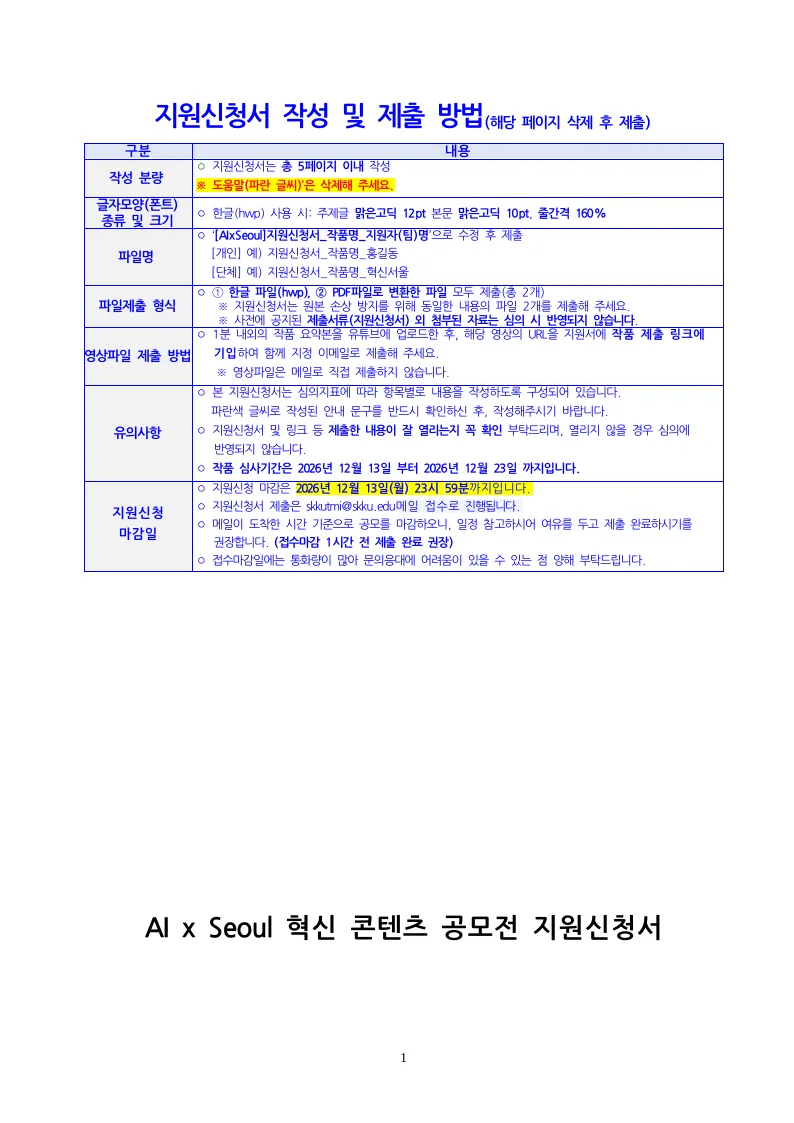 지원신청서 작성 및 제출 방법(해당 페이지 삭제 후 제출)
구분 내용
작성 분량
○ 지원신청서는 총 5페이지 이내 작성
※ 도움말(파란 글씨)'은 삭제해 주세요.
글자모양(폰트)
종류 및 크기
○ 한글(hwp) 사용 시: 주제글 맑은고딕 12pt 본문 맑은고딕 10pt, 줄간격 160%
파일명
○ '[AIxSeoul]지원신청서_작품명_지원자(팀)명'으로 수정 후 제출
[개인] 예) 지원신청서_작품명_홍길동
[단체] 예) 지원신청서_작품명_혁신서울
파일제출 형식
○ ① 한글 파일(hwp), ② PDF파일로 변환한 파일 모두 제출(총 2개)
※ 지원신청서는 원본 손상 방지를 위해 동일한 내용의 파일 2개를 제출해 주세요.
※ 사전에 공지된 제출서류(지원신청서) 외 첨부된 자료는 심의 시 반영되지 않습니다.
영상파일 제출 방법
○ 1분 내외의 작품 요약본을 유튜브에 업로드한 후, 해당 영상의 URL을 지원서에 작품 제출 링크에
기입하여 함께 지정 이메일로 제출해 주세요.
※ 영상파일은 메일로 직접 제출하지 않습니다.
유의사항
○ 본 지원신청서는 심의지표에 따라 항목별로 내용을 작성하도록 구성되어 있습니다.
파란색 글씨로 작성된 안내 문구를 반드시 확인하신 후, 작성해주시기 바랍니다.
○ 지원신청서 및 링크 등 제출한 내용이 잘 열리는지 꼭 확인 부탁드리며, 열리지 않을 경우 심의에
반영되지 않습니다.
○ 작품 심사기간은 2026년 12월 13일 부터 2026년 12월 23일 까지입니다.
지원신청
마감일
○ 지원신청 마감은 2026년 12월 13일(월) 23시 59분까지입니다.
○ 지원신청서 제출은 skkutmi@skku.edu메일 접수로 진행됩니다.
○ 메일이 도착한 시간 기준으로 공모를 마감하오니, 일정 참고하시어 여유를 두고 제출 완료하시기를
권장합니다. (접수마감 1시간 전 제출 완료 권장)
○ 접수마감일에는 통화량이 많아 문의응대에 어려움이 있을 수 있는 점 양해 부탁드립니다.
AI x Seoul 혁신 콘텐츠 공모전 지원신청서
1